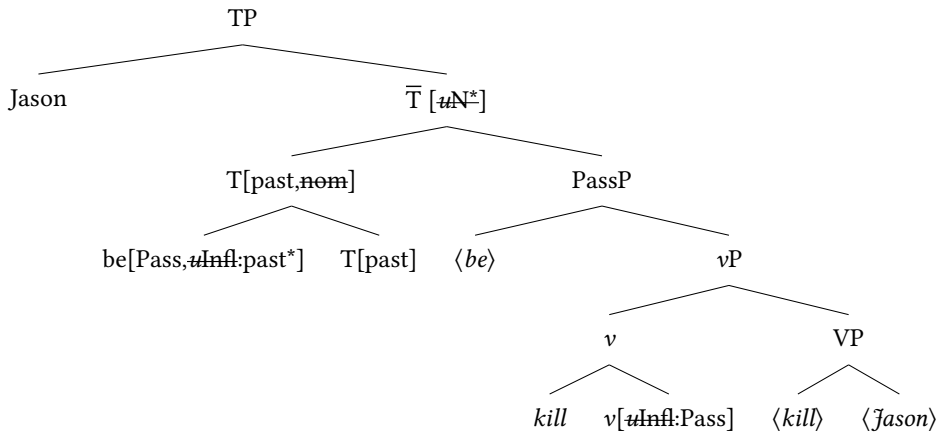 TP
Jason T̅ [uN*]
T[past,nom] PassP
be[Pass,uInfl:past*] T[past] ⟨be⟩ vP
v VP
kill v[uInfl:Pass] ⟨kill⟩ ⟨Jason⟩